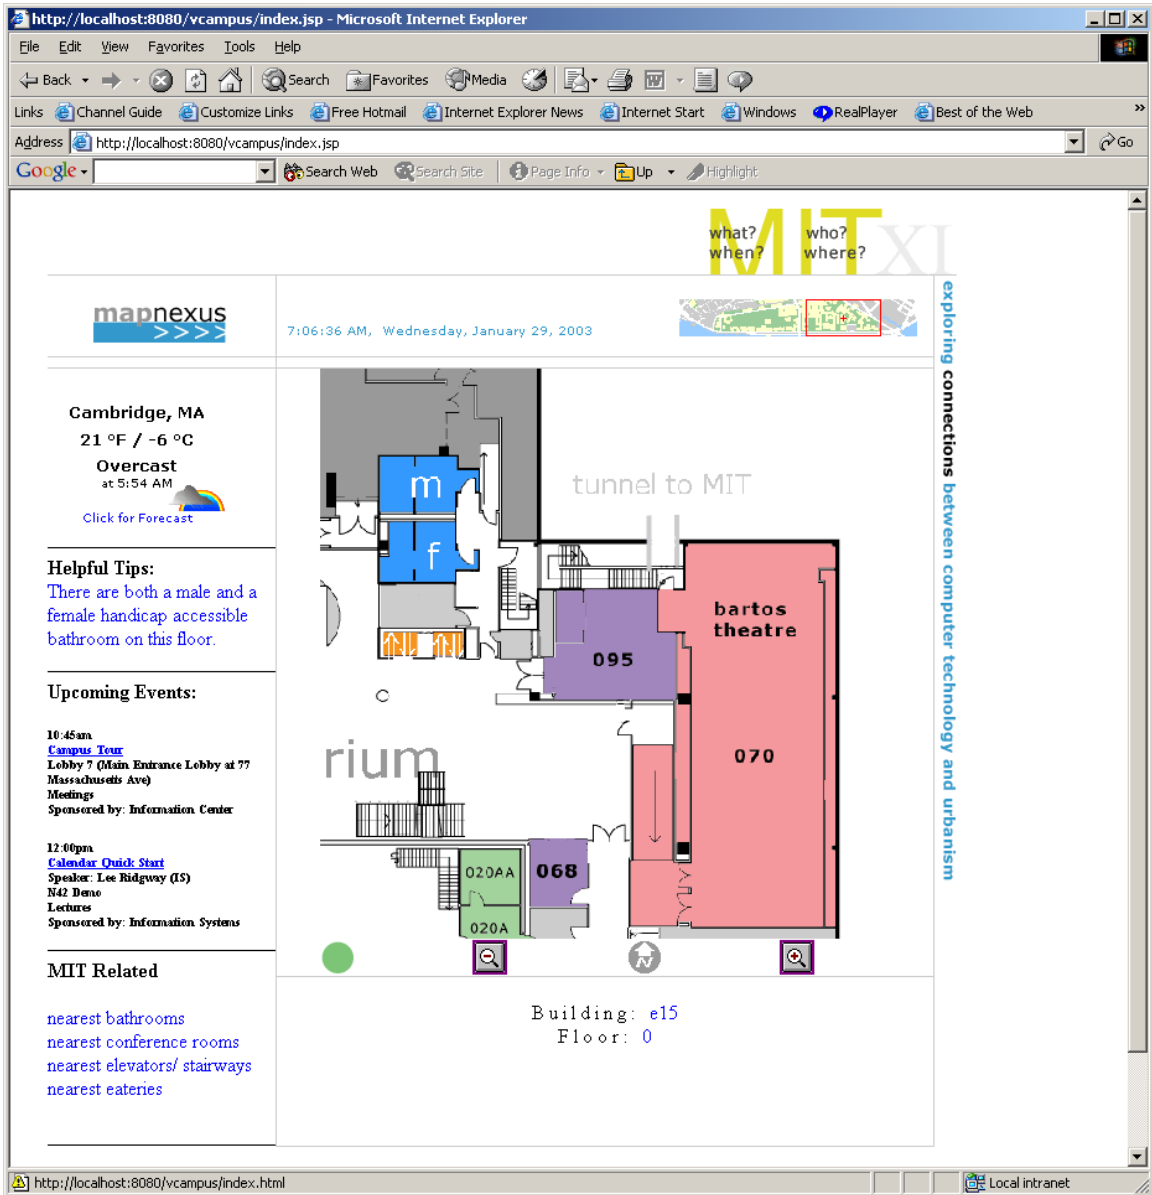 http://localhost:8080/vcampus/index.jsp - Microsoft Internet Explorer
File Edit View Favorites Tools Help
Back Search Favorites Media
Links Channel Guide Customize Links Free Hotmail Internet Explorer News Internet Start Windows RealPlayer Best of the Web »
Address http://localhost:8080/vcampus/index.jsp Go
Google Search Web Search Site Page Info Up Highlight
MIT XI
what? who?
when? where?
mapnexus
>>>>
7:06:36 AM, Wednesday, January 29, 2003
exploring connections between computer technology and urbanism
Cambridge, MA
21 °F / -6 °C
Overcast
at 5:54 AM
Click for Forecast
Helpful Tips:
There are both a male and a
female handicap accessible
bathroom on this floor.
Upcoming Events:
10:45am
Campus Tour
Lobby 7 (Main Entrance Lobby at 77
Massachusetts Ave)
Meetings
Sponsored by: Information Center
12:00pm
Calendar Quick Start
Speaker: Lee Ridgway (IS)
N42 Demo
Lectures
Sponsored by: Information Systems
MIT Related
nearest bathrooms
nearest conference rooms
nearest elevators/ stairways
nearest eateries
m
tunnel to MIT
f
bartos
theatre
095
070
rium
020AA
068
020A
N
Building: e15
Floor: 0
http://localhost:8080/vcampus/index.html
Local intranet